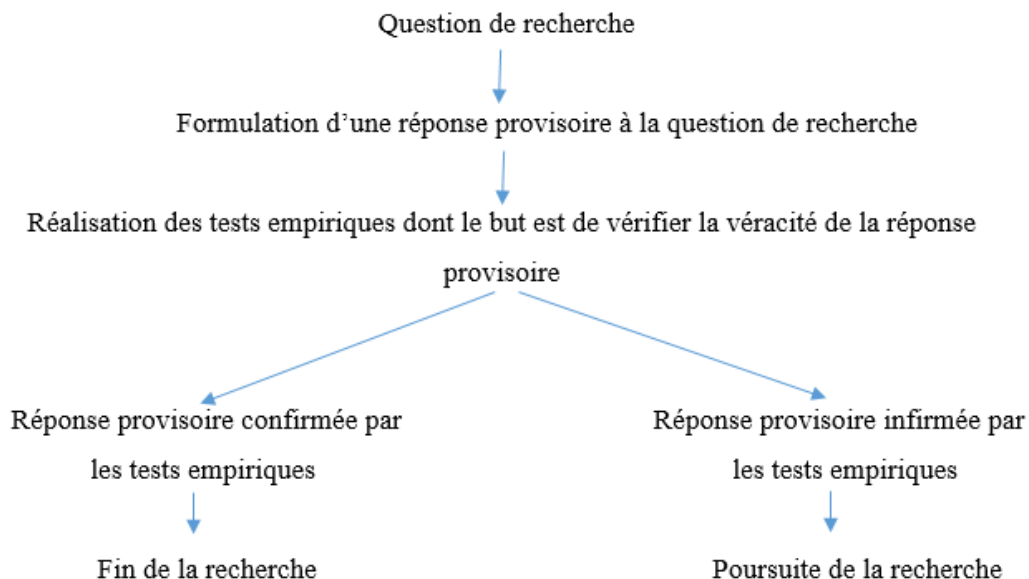 Question de recherche
Formulation d’une réponse provisoire à la question de recherche
Réalisation des tests empiriques dont le but est de vérifier la véracité de la réponse
provisoire
Réponse provisoire confirmée par
les tests empiriques
Fin de la recherche
Réponse provisoire infirmée par
les tests empiriques
Poursuite de la recherche